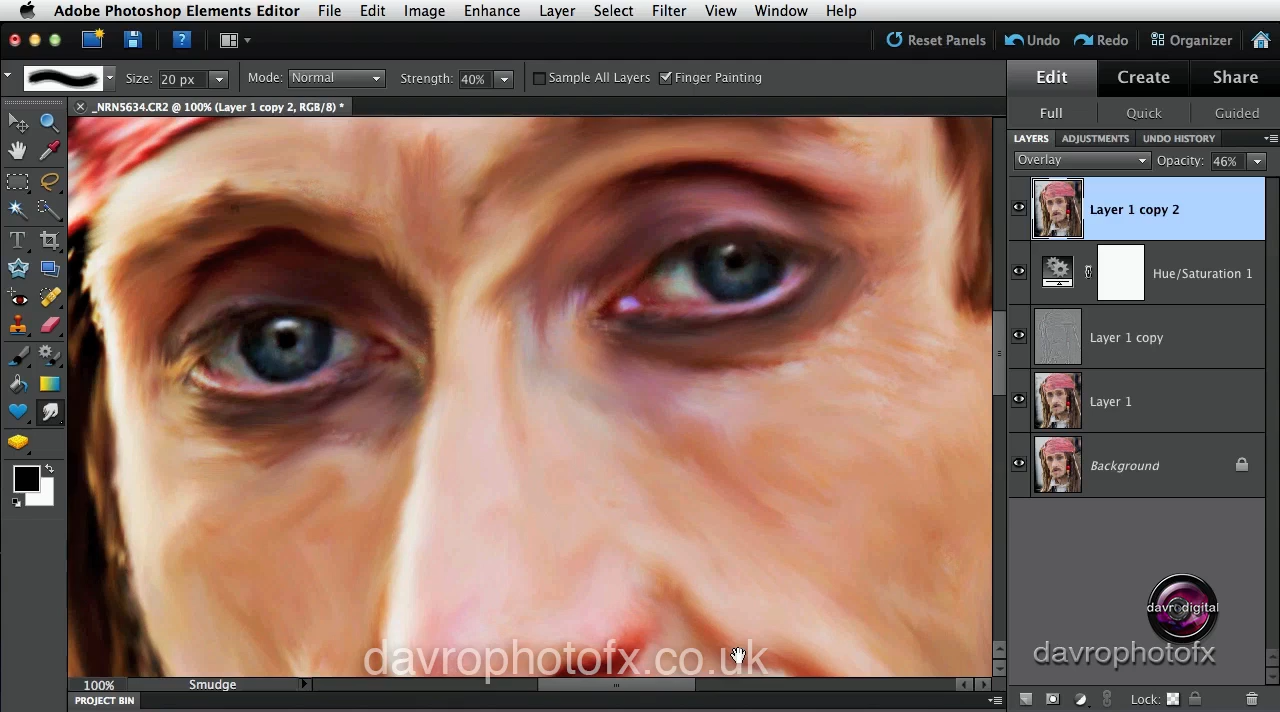 Adobe Photoshop Elements Editor File Edit Image Enhance Layer Select Filter View Window Help
? Reset Panels Undo Redo Organizer
Size: 20 px Mode: Normal Strength: 40% Sample All Layers Finger Painting
Edit Create Share
_NRN5634.CR2 @ 100% (Layer 1 copy 2, RGB/8) *
Full Quick Guided
LAYERS ADJUSTMENTS UNDO HISTORY
Overlay Opacity: 46%
Layer 1 copy 2
Hue/Saturation 1
Layer 1 copy
Layer 1
Background
T
davrodigital
davrophotofx
davrophotofx.co.uk
100% Smudge
PROJECT BIN
Lock: